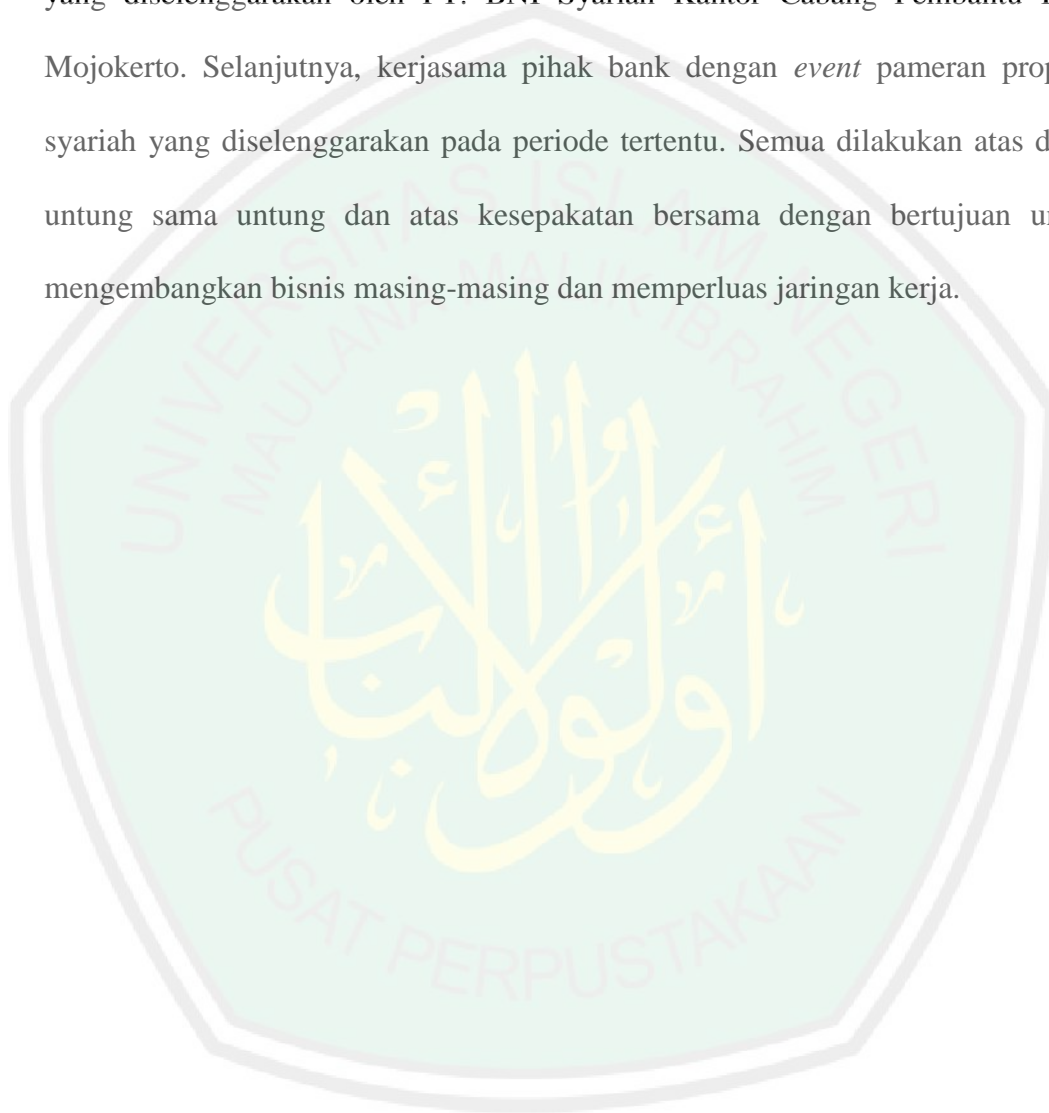 yang diselenggarakan oleh PT. BNI Syariah Kantor Cabang Pembantu
Mojokerto. Selanjutnya, kerjasama pihak bank dengan event pameran
syariah yang diselenggarakan pada periode tertentu. Semua dilakukan atas
untung sama untung dan atas kesepakatan bersama dengan bertujuan
mengembangkan bisnis masing-masing dan memperluas jaringan kerja.
UNIVERSITAS ISLAM NEGERI
MAULANA MALIK IBRAHIM
أولو الألباب
PUSAT PERPUSTAKAAN